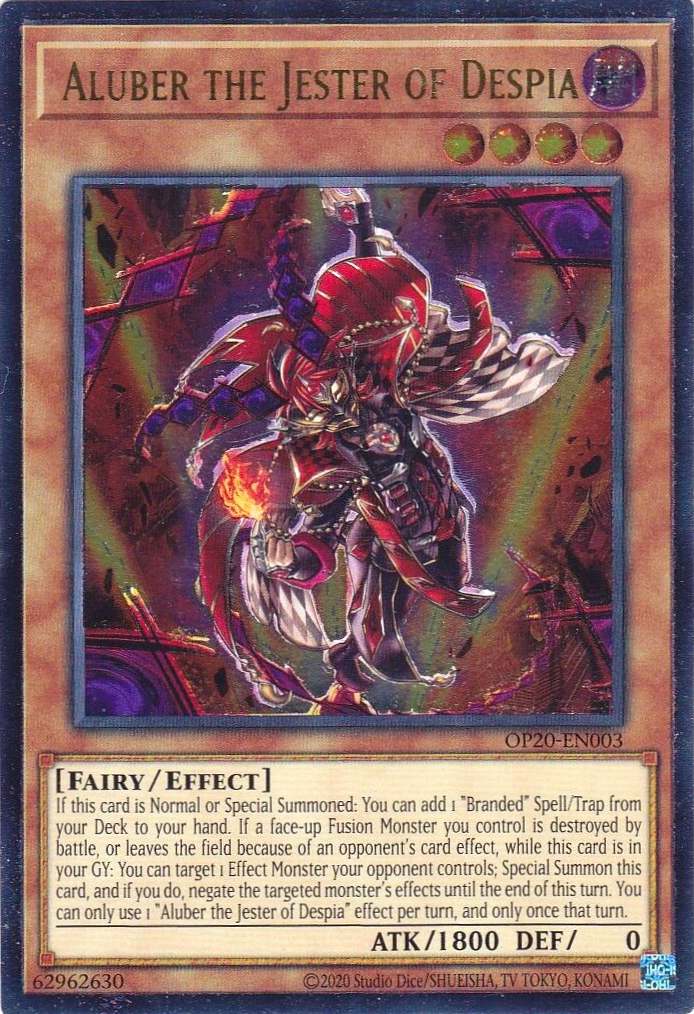 ALUBER THE JESTER OF DESPIA
OP20-EN003
[FAIRY/EFFECT]
If this card is Normal or Special Summoned: You can add 1 "Branded" Spell/Trap from
your Deck to your hand. If a face-up Fusion Monster you control is destroyed by
battle, or leaves the field because of an opponent's card effect, while this card is in
your GY: You can target 1 Effect Monster your opponent controls; Special Summon this
card, and if you do, negate the targeted monster's effects until the end of this turn. You
can only use 1 "Aluber the Jester of Despia" effect per turn, and only once that turn.
ATK/1800 DEF/ 0
62962630 ©2020 Studio Dice/SHUEISHA, TV TOKYO, KONAMI